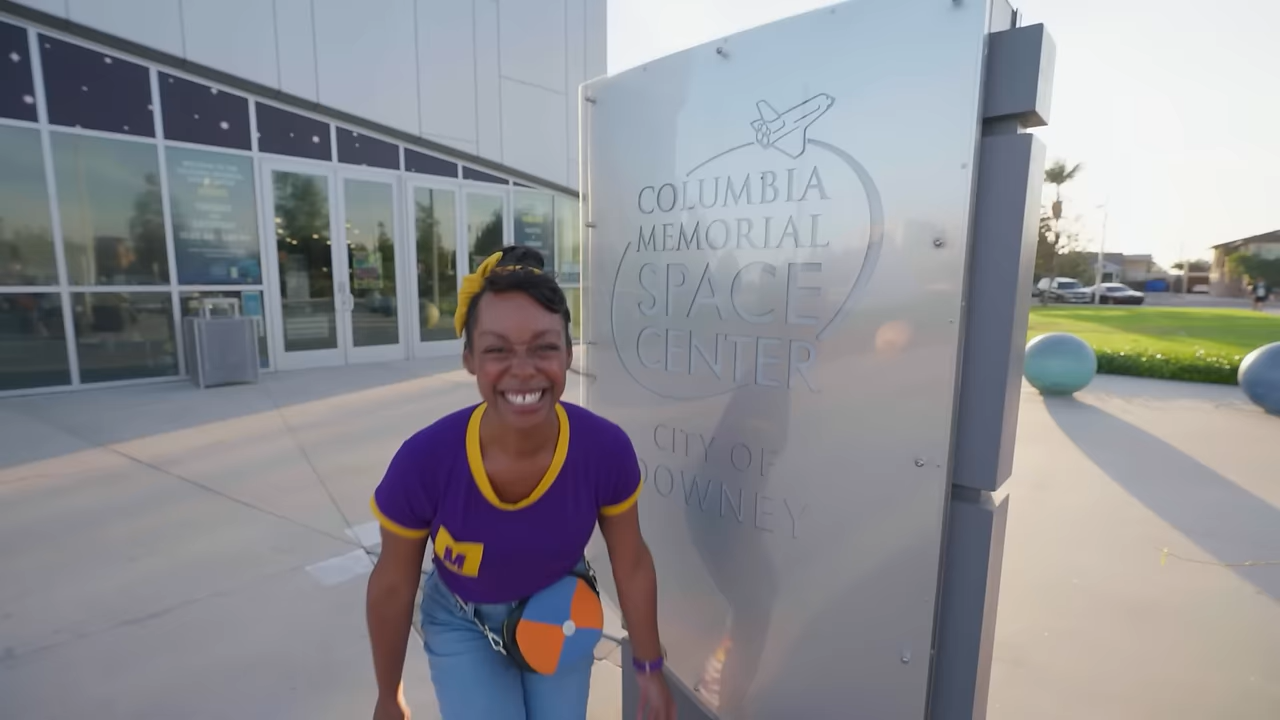 COLUMBIA
MEMORIAL
SPACE
CENTER
CITY OF
DOWNEY
M